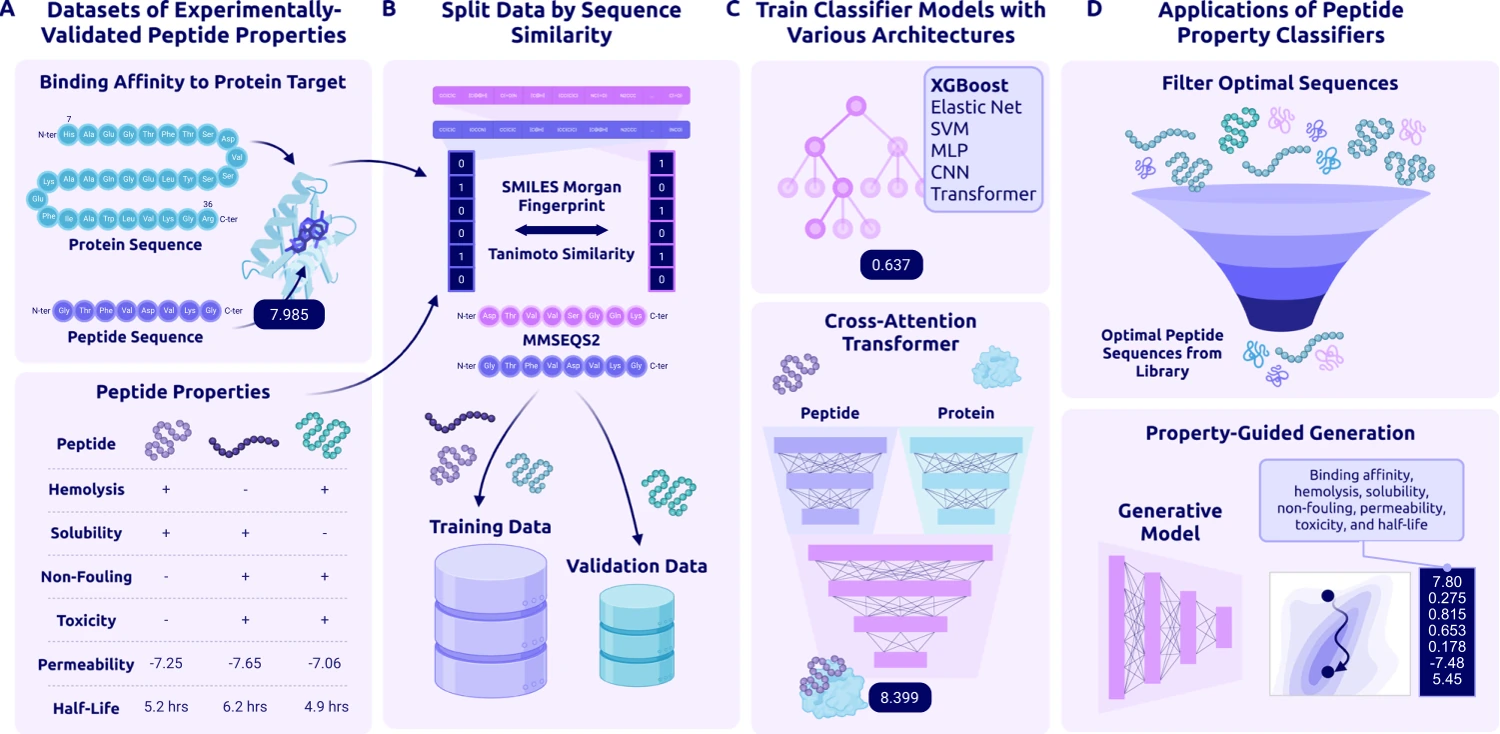 A
Datasets of Experimentally-
Validated Peptide Properties
Binding Affinity to Protein Target
7
N-ter His Ala Glu Gly Thr Phe Thr Ser Asp
Val
Lys Ala Ala Gln Gly Glu Leu Tyr Ser Ser
Glu
36
Phe Ile Ala Trp Leu Val Lys Gly Arg C-ter
Protein Sequence
N-ter Gly Thr Phe Val Asp Val Lys Gly C-ter
7.985
Peptide Sequence
Peptide Properties
Peptide
Hemolysis + - +
Solubility + + -
Non-Fouling - + +
Toxicity - + +
Permeability -7.25 -7.65 -7.06
Half-Life 5.2 hrs 6.2 hrs 4.9 hrs
B
Split Data by Sequence
Similarity
0 1
1 0
0 1
0 0
1 1
0 0
SMILES Morgan
Fingerprint
Tanimoto Similarity
N-ter Asp Thr Val Val Ser Gly Gln Lys C-ter
MMSEQS2
N-ter Gly Thr Phe Val Asp Val Lys Gly C-ter
Training Data
Validation Data
C
Train Classifier Models with
Various Architectures
XGBoost
Elastic Net
SVM
MLP
CNN
Transformer
0.637
Cross-Attention
Transformer
Peptide Protein
8.399
D
Applications of Peptide
Property Classifiers
Filter Optimal Sequences
Optimal Peptide
Sequences from
Library
Property-Guided Generation
Binding affinity,
hemolysis, solubility,
non-fouling, permeability,
toxicity, and half-life
Generative
Model
7.80
0.275
0.815
0.653
0.178
-7.48
5.45